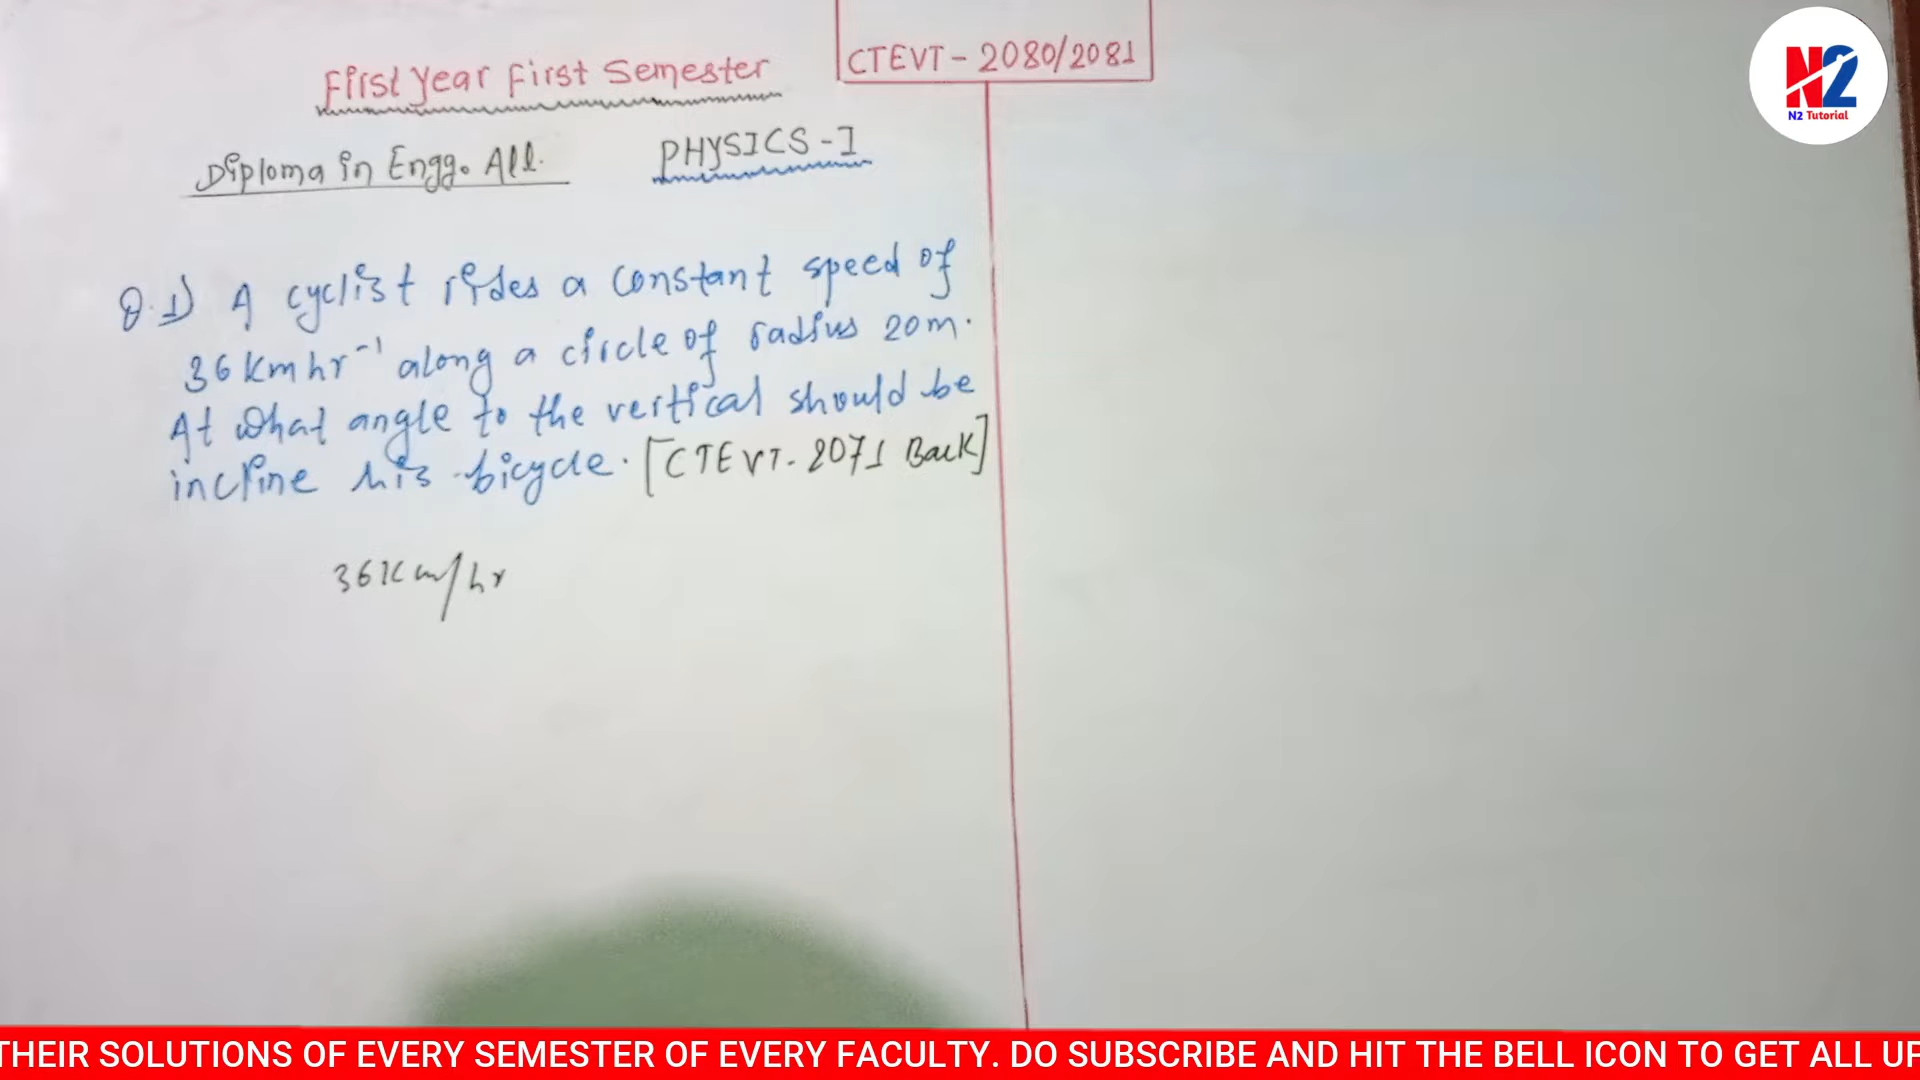 First Year First Semester
CTEVT - 2080/2081
N2
N2 Tutorial
Diploma in Engg. All.
PHYSICS - I
Q.1) A cyclist rides a constant speed of
36 Km hr⁻¹ along a circle of radius 20m.
At what angle to the vertical should be
incline his bicycle. [CTEVT- 2071 Back]
36 Km/hr
THEIR SOLUTIONS OF EVERY SEMESTER OF EVERY FACULTY. DO SUBSCRIBE AND HIT THE BELL ICON TO GET ALL UP